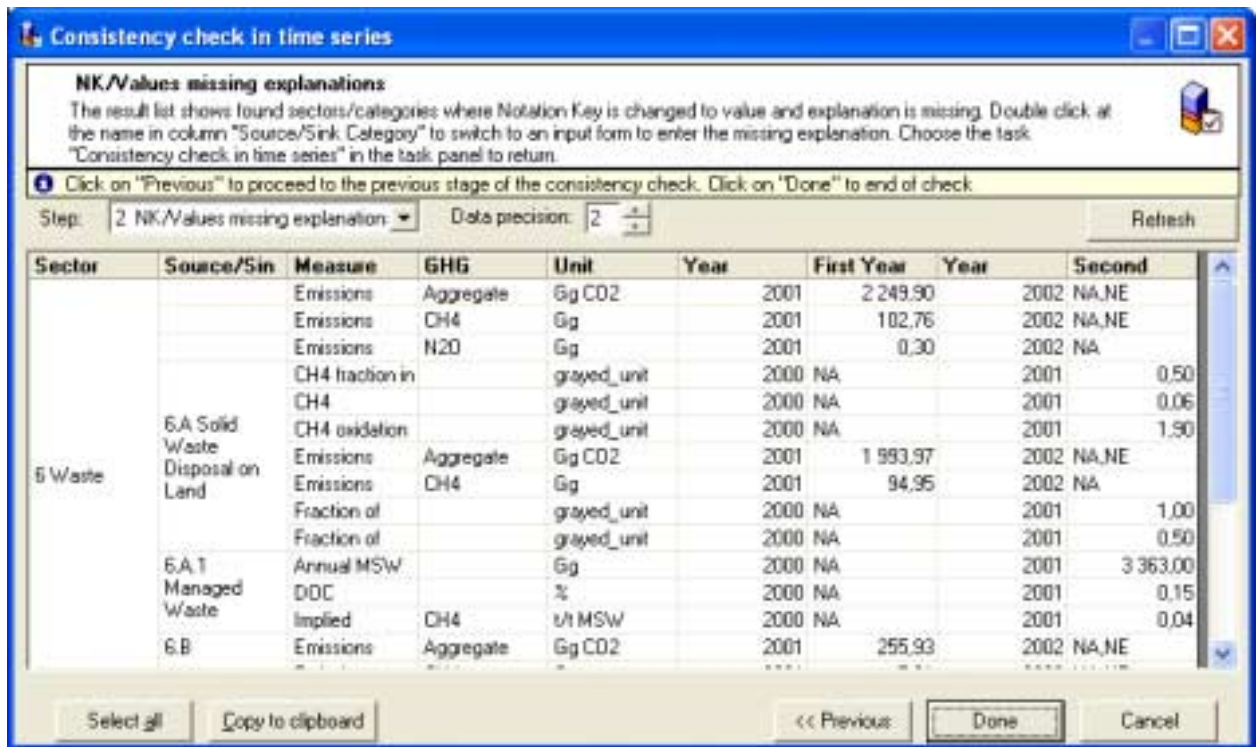 Consistency check in time series
NK/Values missing explanations
The result list shows found sectors/categories where Notation Key is changed to value and explanation is missing. Double click at
the name in column "Source/Sink Category" to switch to an input form to enter the missing explanation. Choose the task
"Consistency check in time series" in the task panel to return.
Click on "Previous" to proceed to the previous stage of the consistency check. Click on "Done" to end of check
Step: 2 NK/Values missing explanation: Data precision: 2 Refresh
Sector Source/Sin Measure GHG Unit Year First Year Year Second
Emissions Aggregate Gg CO2 2001 2 249,90 2002 NA,NE
Emissions CH4 Gg 2001 102,76 2002 NA,NE
Emissions N2O Gg 2001 0,30 2002 NA
CH4 fraction in grayed_unit 2000 NA 2001 0,50
CH4 grayed_unit 2000 NA 2001 0,06
6.A Solid Waste Disposal on Land CH4 oxidation grayed_unit 2000 NA 2001 1,90
Emissions Aggregate Gg CO2 2001 1 993,97 2002 NA,NE
6 Waste Emissions CH4 Gg 2001 94,95 2002 NA
Fraction of grayed_unit 2000 NA 2001 1,00
Fraction of grayed_unit 2000 NA 2001 0,50
6.A.1 Managed Waste Annual MSW Gg 2000 NA 2001 3 363,00
DOC % 2000 NA 2001 0,15
Implied CH4 t/t MSW 2000 NA 2001 0,04
6.B Emissions Aggregate Gg CO2 2001 255,93 2002 NA,NE
Select all Copy to clipboard << Previous Done Cancel